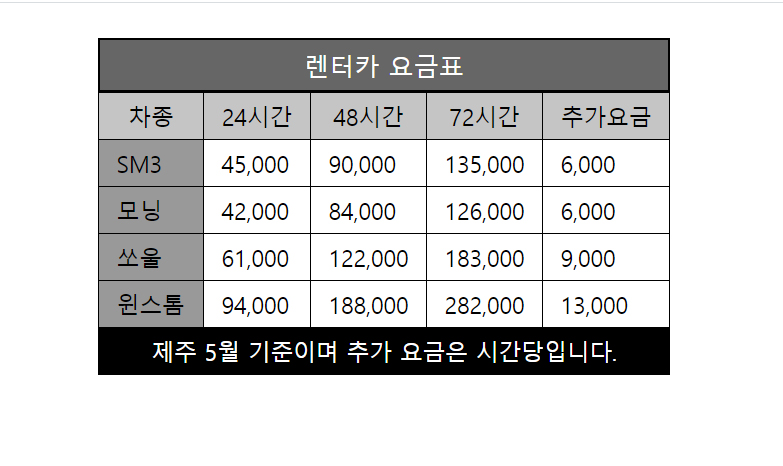 렌터카 요금표
차종 24시간 48시간 72시간 추가요금
SM3 45,000 90,000 135,000 6,000
모닝 42,000 84,000 126,000 6,000
쏘울 61,000 122,000 183,000 9,000
윈스톰 94,000 188,000 282,000 13,000
제주 5월 기준이며 추가 요금은 시간당입니다.